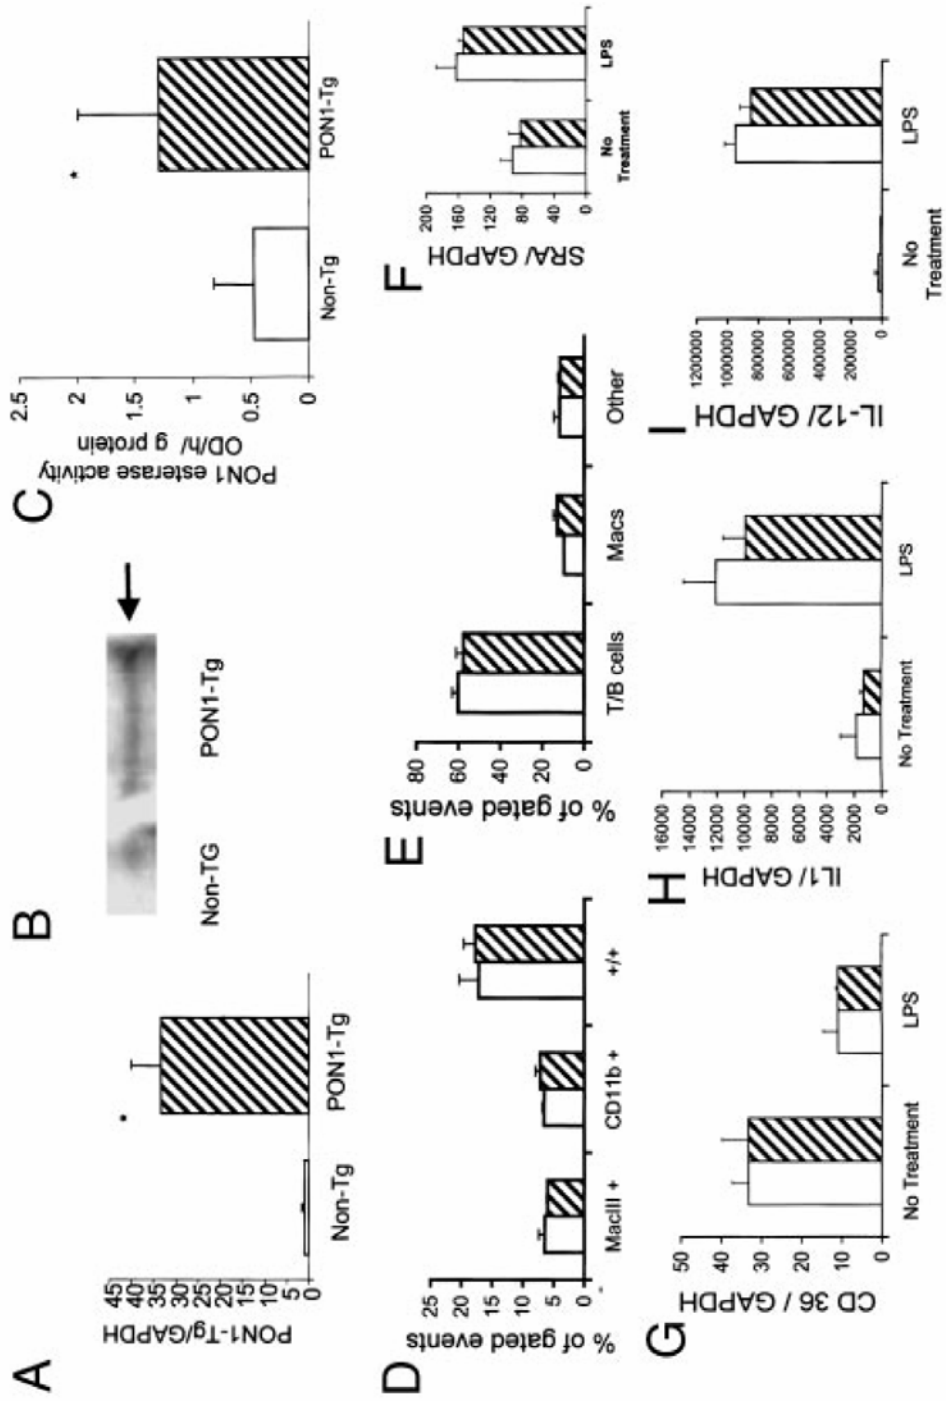 A
PON1-Tg/GAPDH
45
40
35
30
25
20
15
10
5
0
Non-Tg
PON1-Tg
*
B
Non-TG
PON1-Tg
C
PON1 esterase activity
OD/h/ g protein
2.5
2
1.5
1
0.5
0
Non-Tg
PON1-Tg
*
D
% of gated events
25
20
15
10
5
0
MacIII +
CD11b +
+/+
E
% of gated events
80
60
40
20
0
T/B cells
Macs
Other
F
SRA/ GAPDH
200
160
120
80
40
0
No
Treatment
LPS
G
CD 36 / GAPDH
50
40
30
20
10
0
No Treatment
LPS
H
IL1/ GAPDH
16000
14000
12000
10000
8000
6000
4000
2000
0
No Treatment
LPS
I
IL-12/ GAPDH
1200000
1000000
800000
600000
400000
200000
0
No
Treatment
LPS